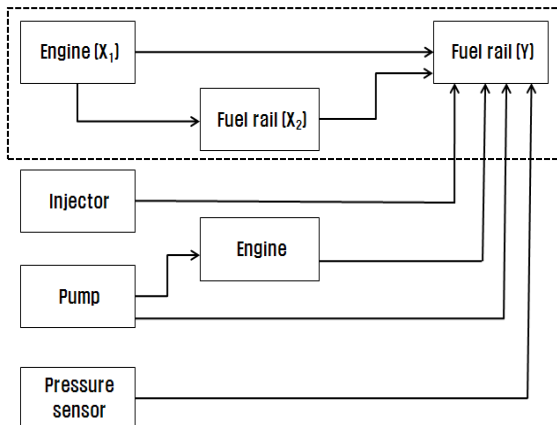 Engine (X₁)
Fuel rail (Y)
Fuel rail (X₂)
Injector
Engine
Pump
Pressure
sensor